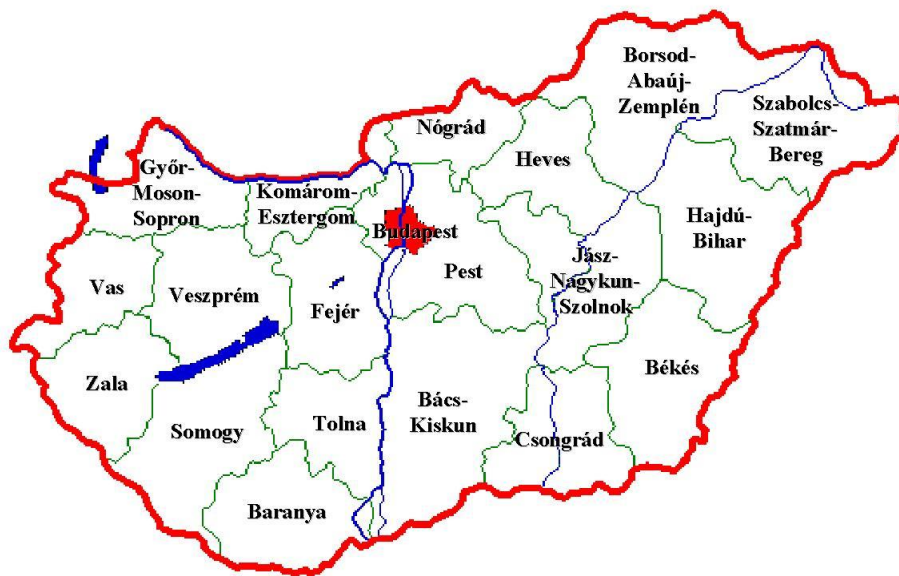 Borsod-
Abaúj-
Zemplén
Szabolcs-
Szatmár-
Bereg
Nógrád
Heves
Győr-
Moson-
Sopron
Komárom-
Esztergom
Budapest
Hajdú-
Bihar
Vas
Veszprém
Fejér
Pest
Jász-
Nagykun-
Szolnok
Zala
Somogy
Tolna
Bács-
Kiskun
Békés
Csongrád
Baranya